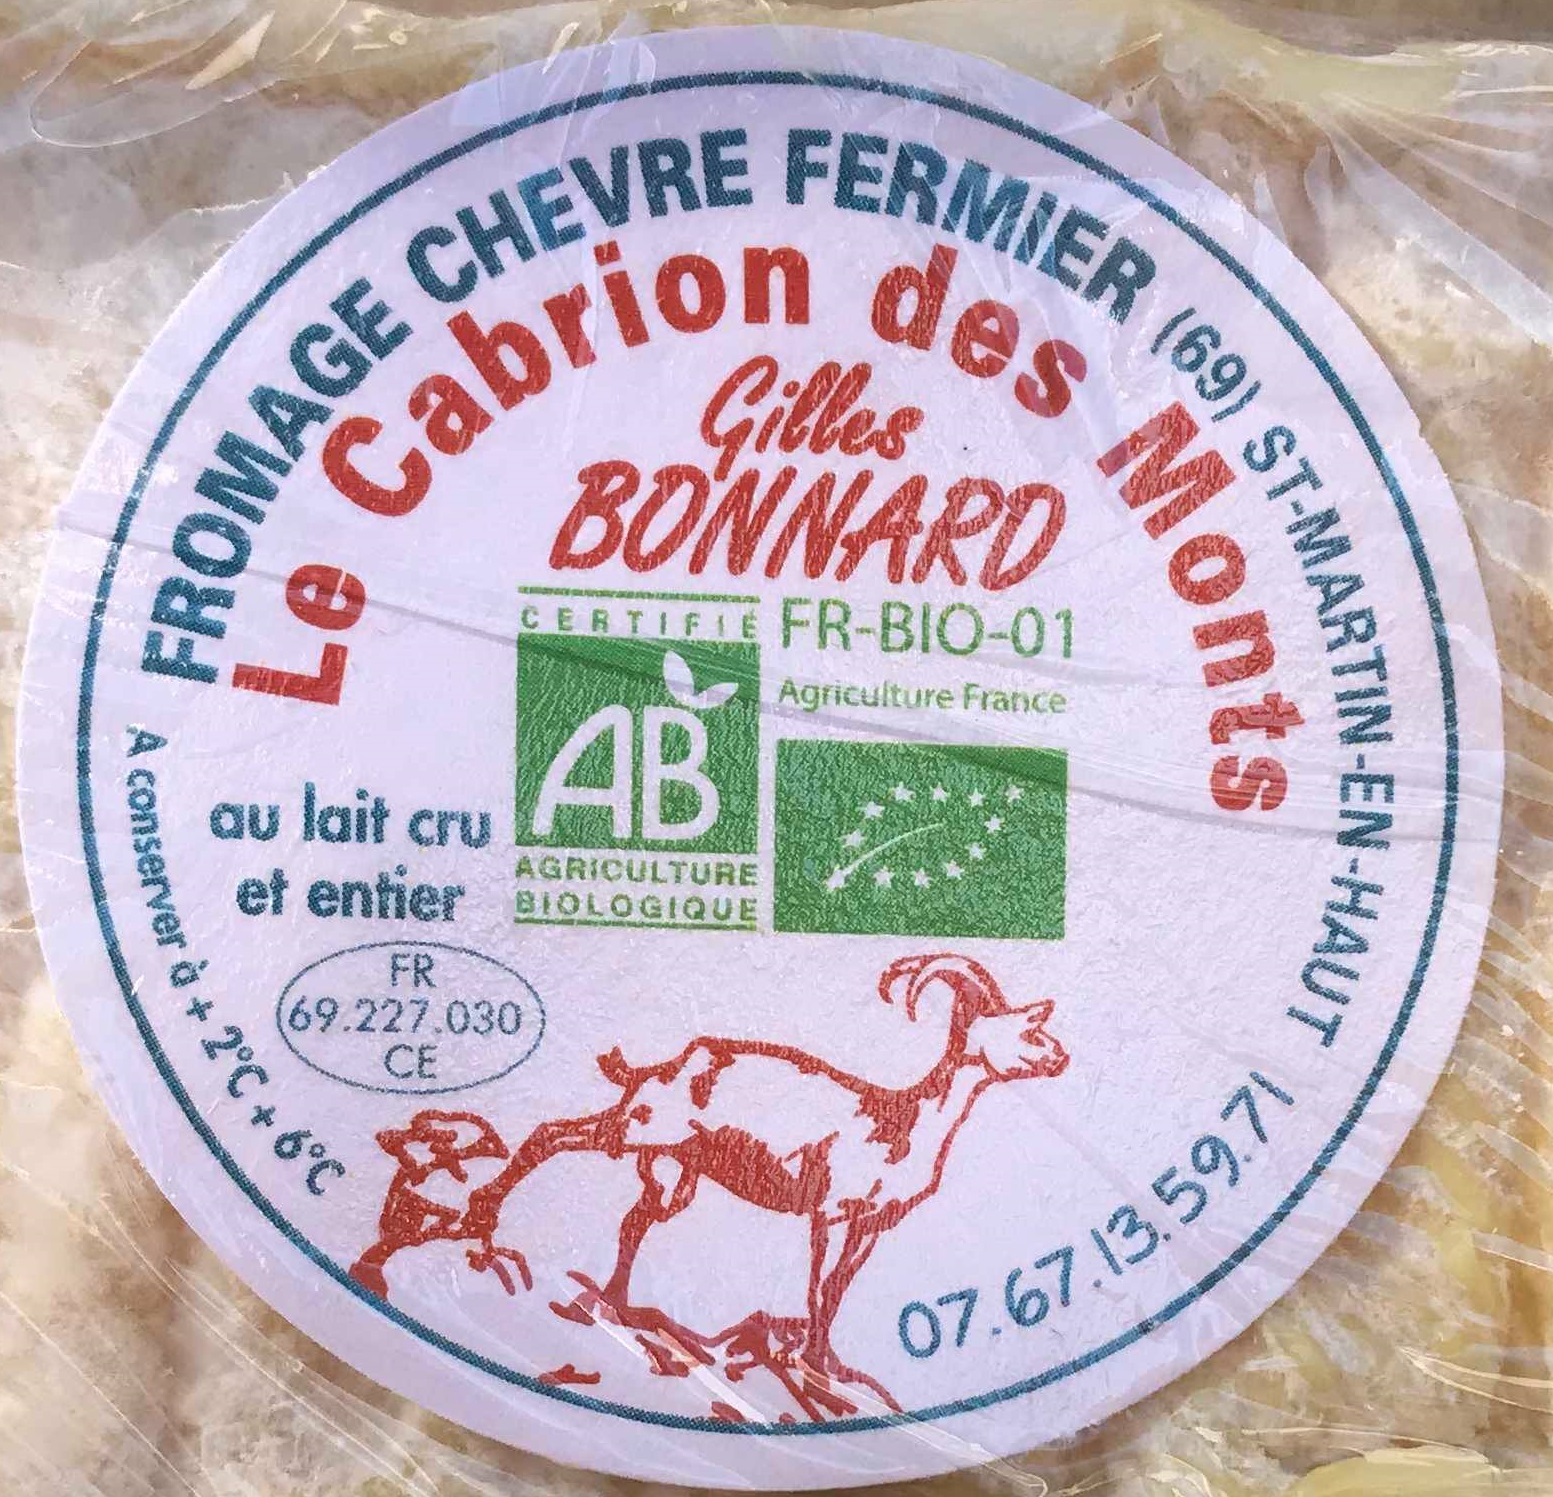 FROMAGE CHEVRE FERMIER (69) ST-MARTIN-EN-HAUT
Le Cabrion des Monts
Gilles
BONNARD
CERTIFIÉ
FR-BIO-01
Agriculture France
AB
AGRICULTURE
BIOLOGIQUE
au lait cru
et entier
FR
69.227.030
CE
A conserver à + 2°C + 6°C
07.67.13.59.71